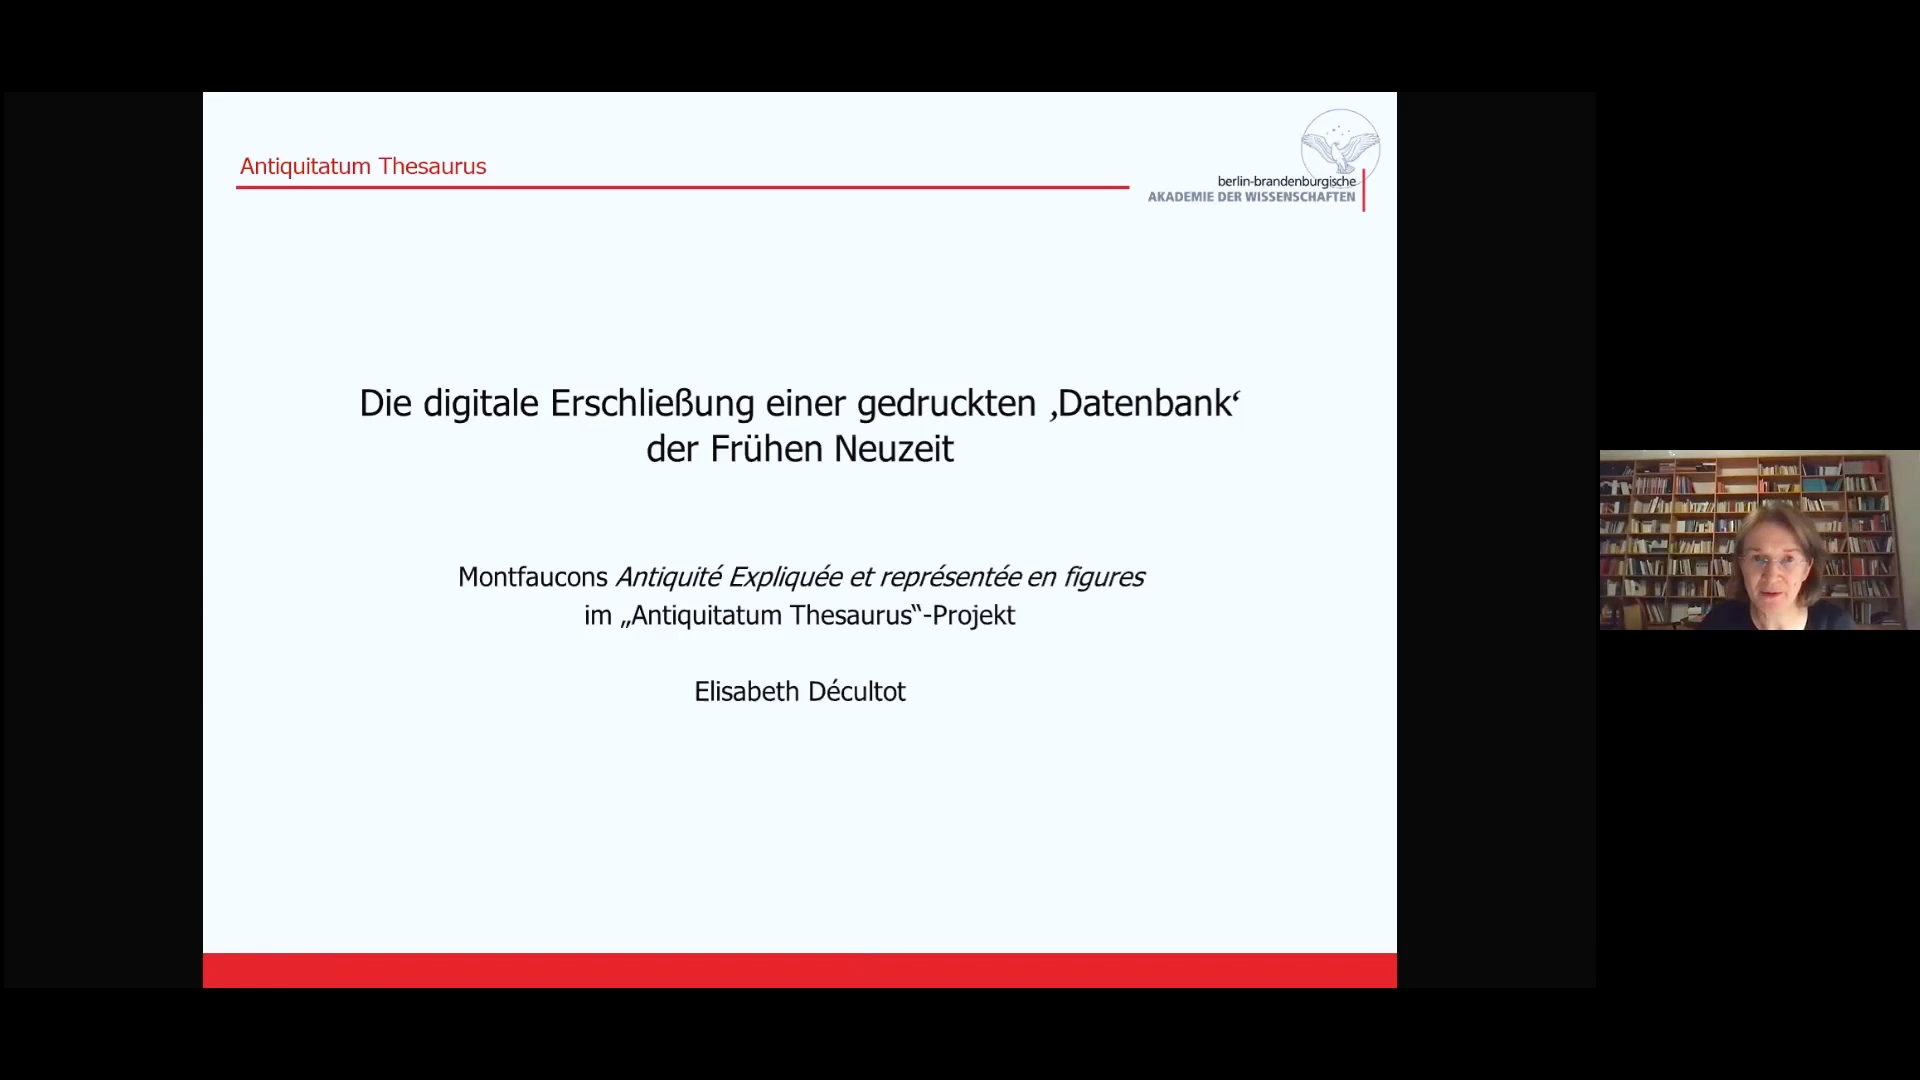 Antiquitatum Thesaurus
berlin-brandenburgische
AKADEMIE DER WISSENSCHAFTEN
Die digitale Erschließung einer gedruckten ‚Datenbank‘
der Frühen Neuzeit
Montfaucons Antiquité Expliquée et représentée en figures
im „Antiquitatum Thesaurus“-Projekt
Elisabeth Décultot